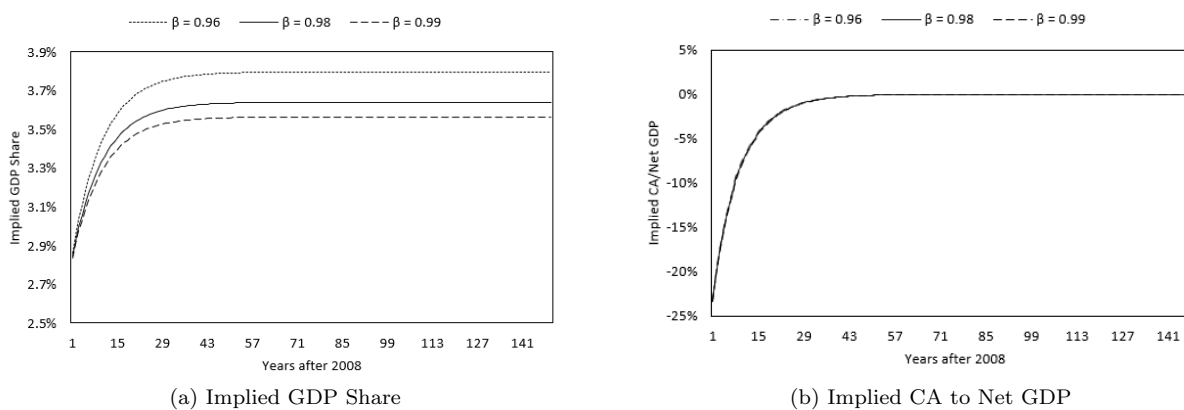 β = 0.96 β = 0.98 β = 0.99
3.9%
3.7%
3.5%
3.3%
3.1%
2.9%
2.7%
2.5%
Implied GDP Share
1 15 29 43 57 71 85 99 113 127 141
Years after 2008
(a) Implied GDP Share
β = 0.96 β = 0.98 β = 0.99
5%
0%
-5%
-10%
-15%
-20%
-25%
Implied CA/Net GDP
1 15 29 43 57 71 85 99 113 127 141
Years after 2008
(b) Implied CA to Net GDP